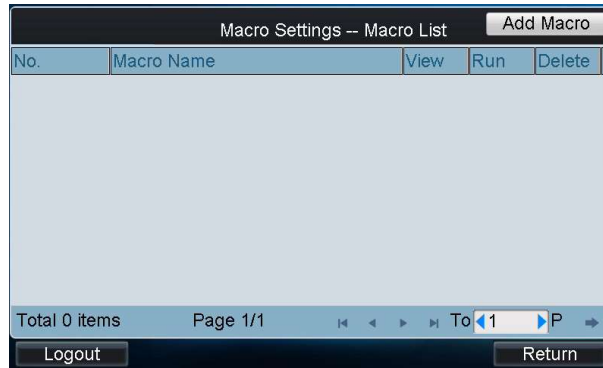 Macro Settings -- Macro List Add Macro
No. Macro Name View Run Delete
Total 0 items Page 1/1 To 1 P
Logout Return